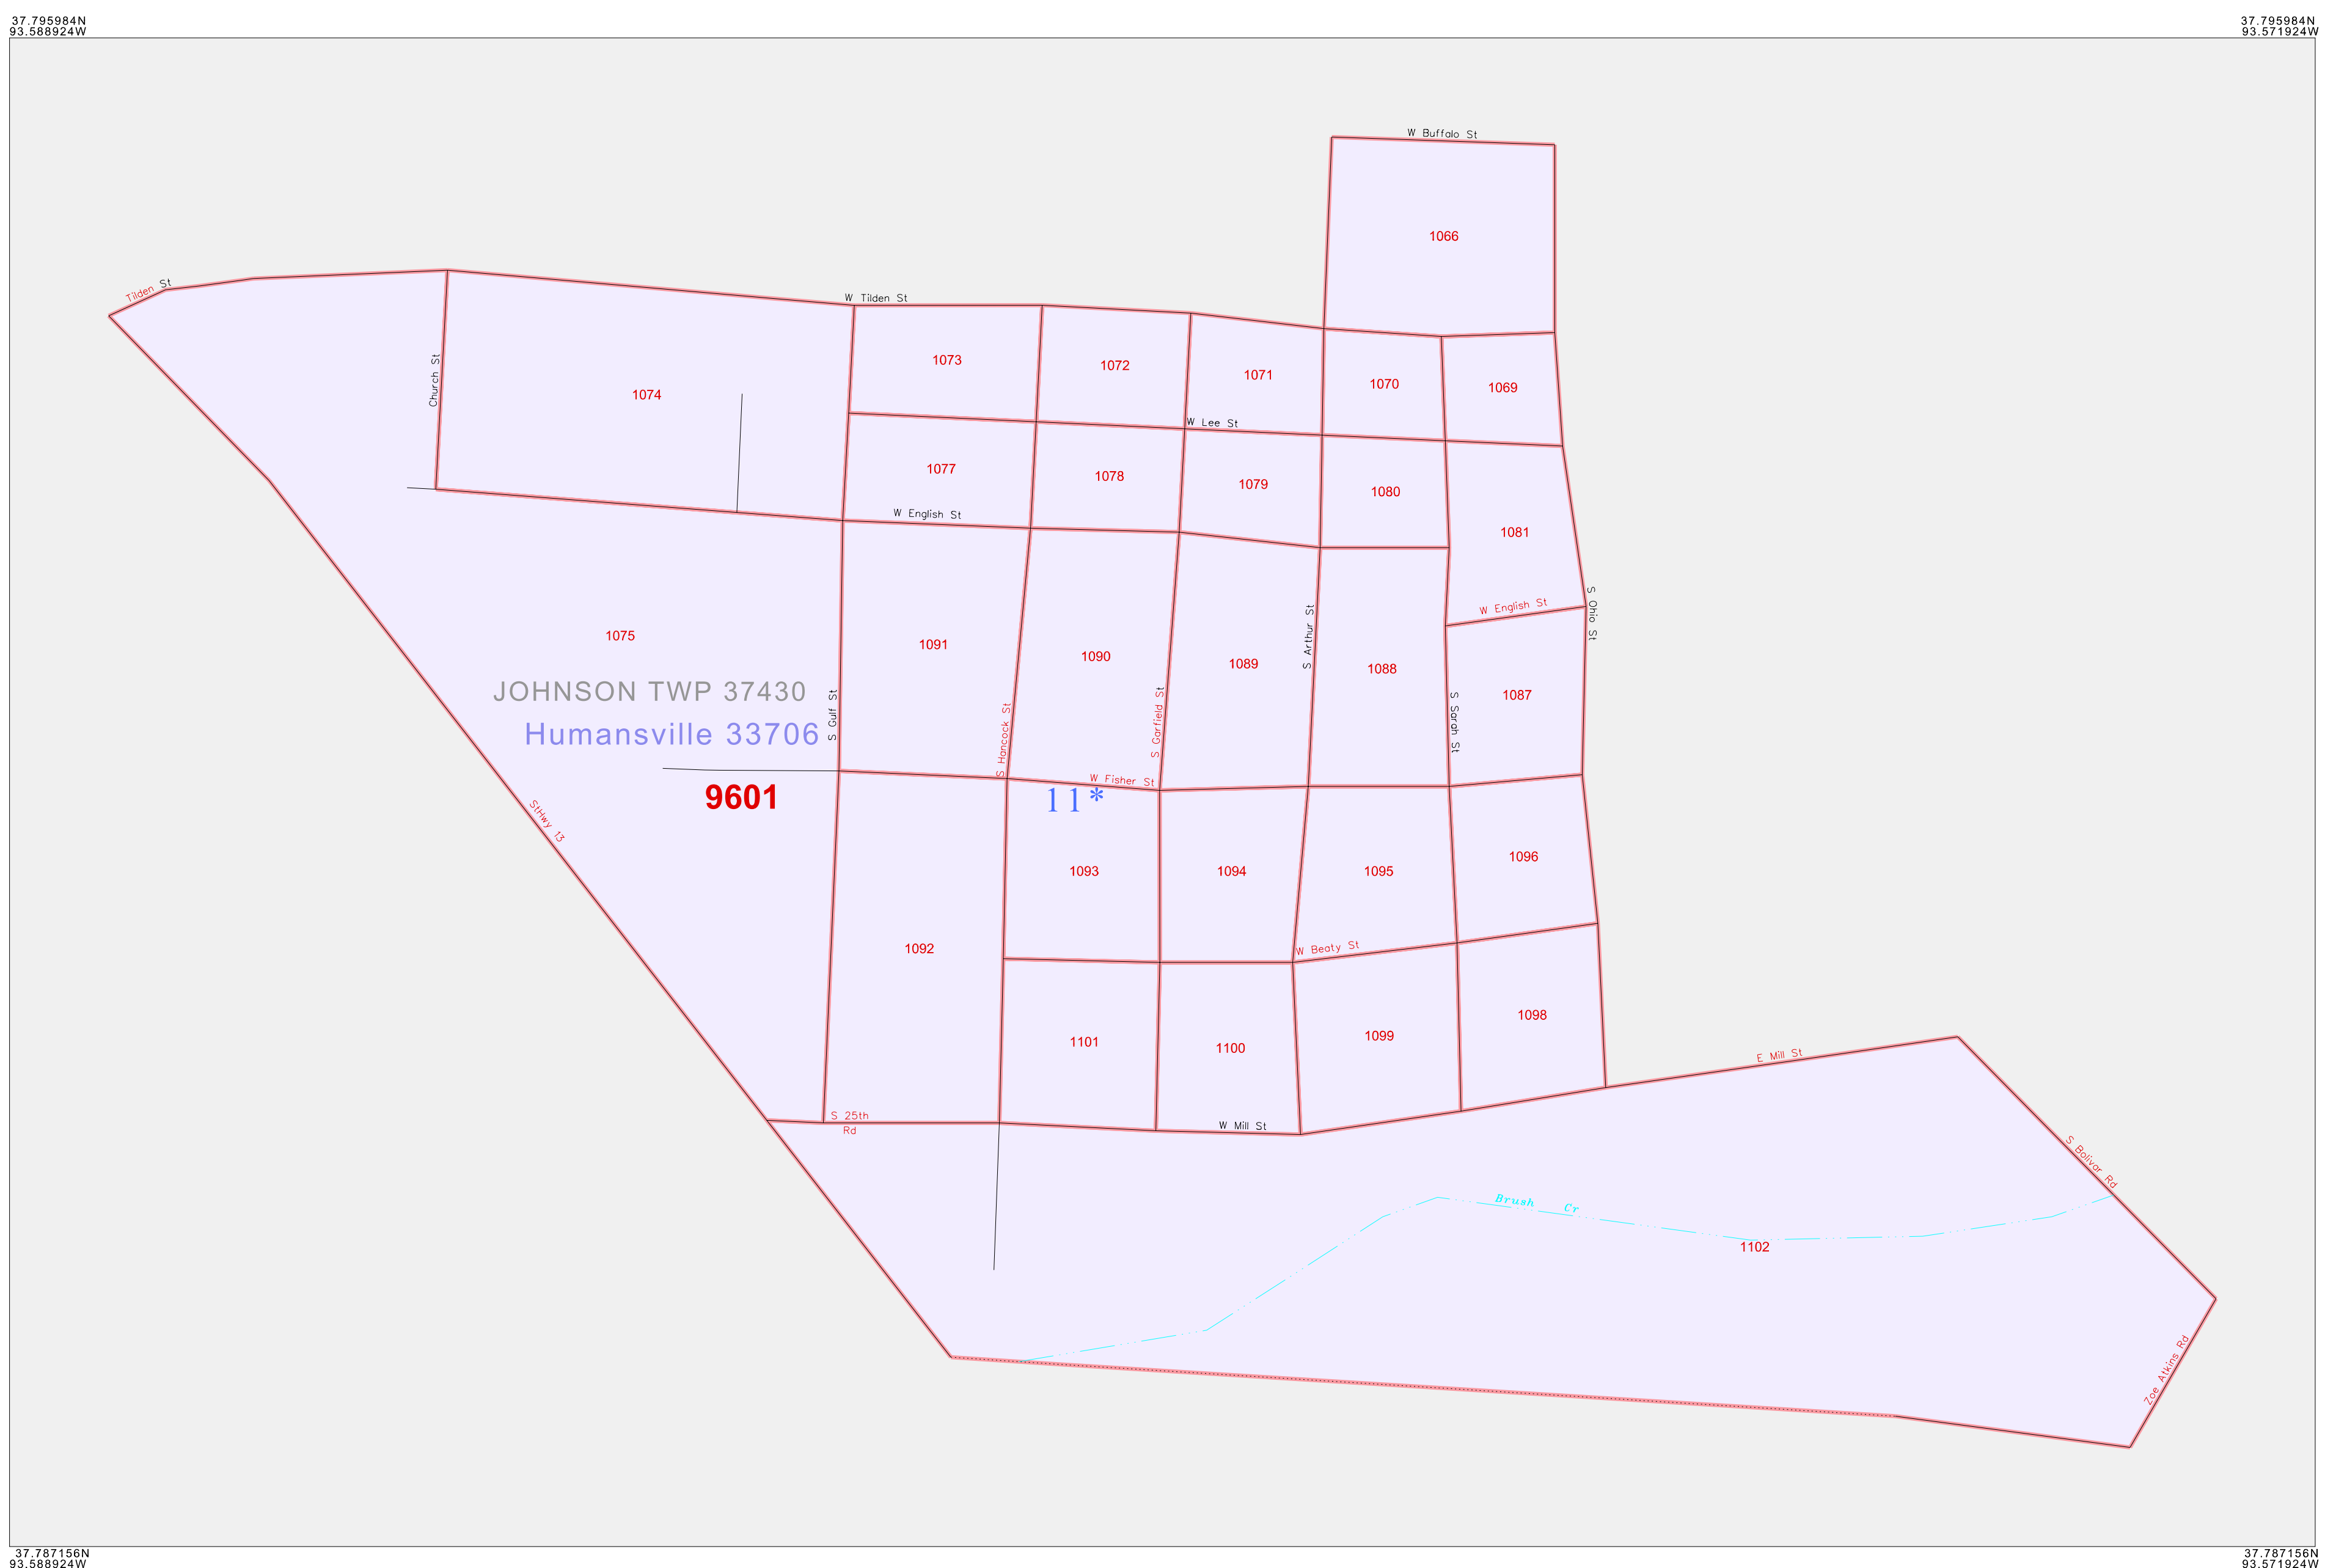 37.795984N
93.588924W
37.795984N
93.571924W
W Buffalo St
1066
Tilden St
W Tilden St
Church St
1074
1073
1072
1071
1070
1069
W Lee St
1077
1078
1079
1080
1081
W English St
W English St
S Ohio St
1075
1091
1090
1089
1088
1087
S Arthur St
S Gulf St
S Hancock St
S Garfield St
S Sarah St
JOHNSON TWP 37430
Humansville 33706
9601
11*
W Fisher St
StHwy 13
1092
1093
1094
1095
1096
W Beaty St
1101
1100
1099
1098
S 25th
Rd
W Mill St
E Mill St
S Bolivar Rd
Brush Cr
1102
Zoe Atkins Rd
37.787156N
93.588924W
37.787156N
93.571924W